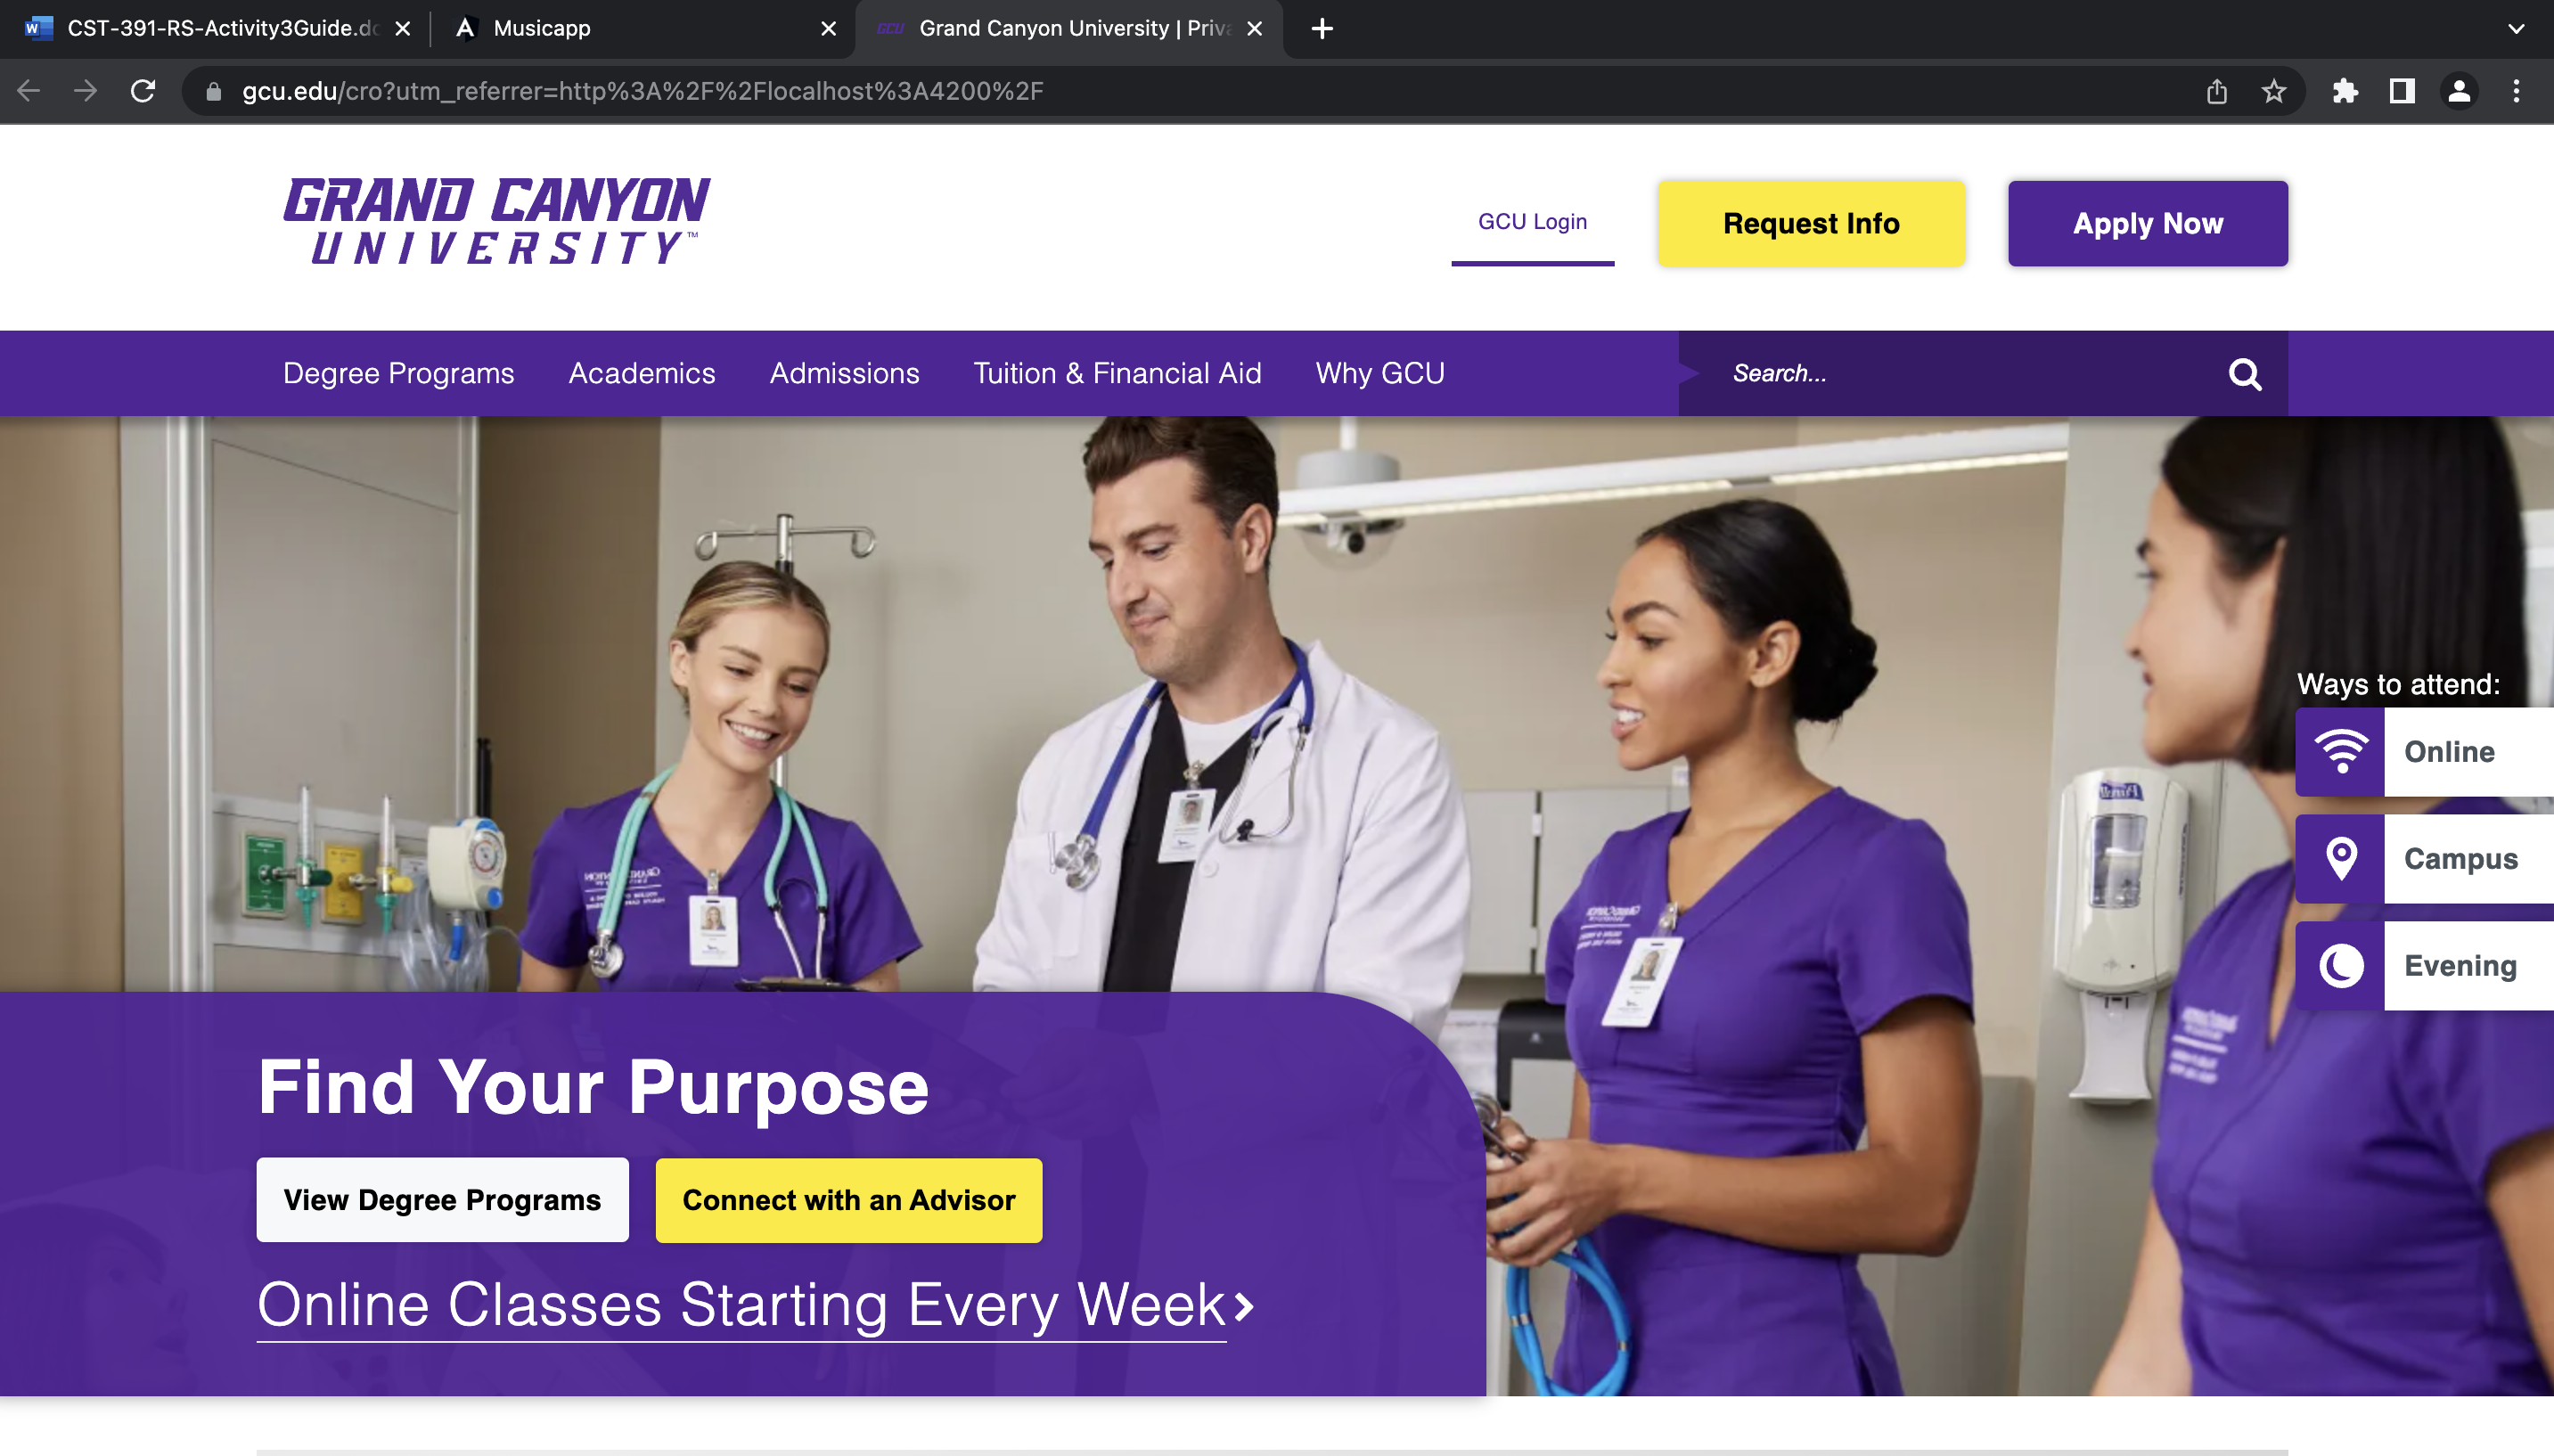 CST-391-RS-Activity3Guide.dc
Musicapp
GCU
Grand Canyon University | Priva
gcu.edu/cro?utm_referrer=http%3A%2F%2Flocalhost%3A4200%2F
GRAND CANYON
UNIVERSITY™
GCU Login
Request Info
Apply Now
Degree Programs
Academics
Admissions
Tuition & Financial Aid
Why GCU
Search...
Ways to attend:
Online
Campus
Evening
Find Your Purpose
View Degree Programs
Connect with an Advisor
Online Classes Starting Every Week